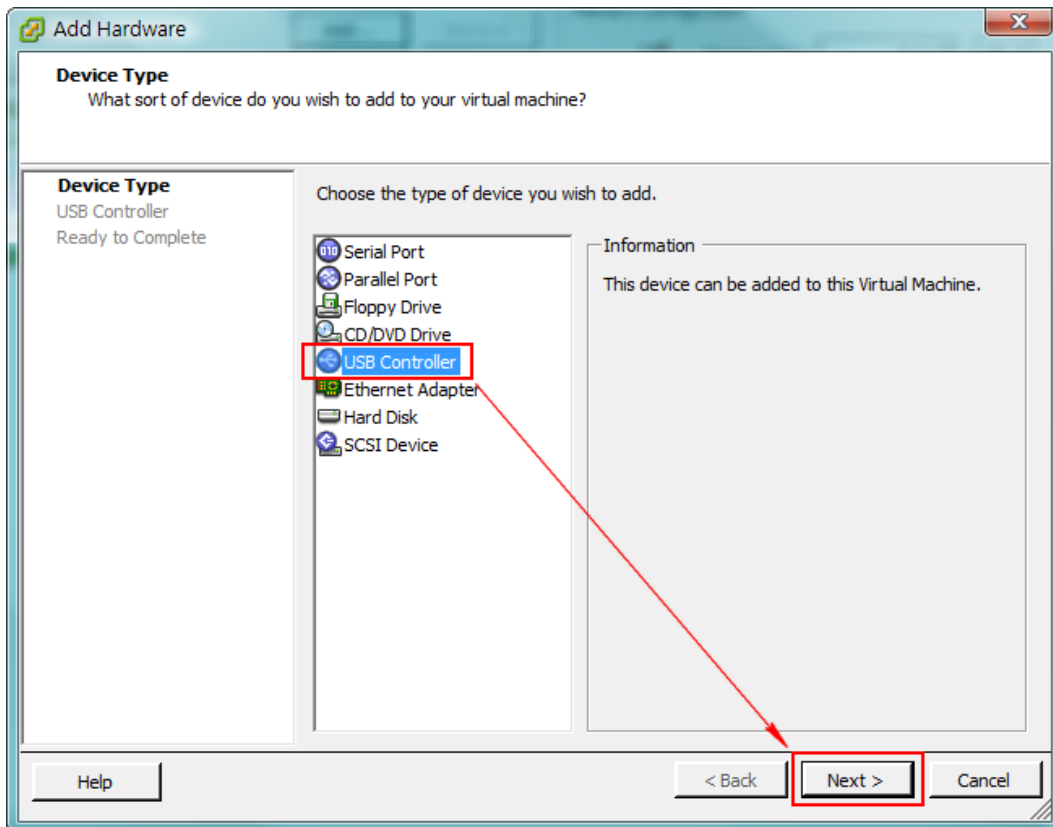 Add Hardware
Device Type
What sort of device do you wish to add to your virtual machine?
Device Type
USB Controller
Ready to Complete
Choose the type of device you wish to add.
Serial Port
Parallel Port
Floppy Drive
CD/DVD Drive
USB Controller
Ethernet Adapter
Hard Disk
SCSI Device
Information
This device can be added to this Virtual Machine.
Help
< Back
Next >
Cancel